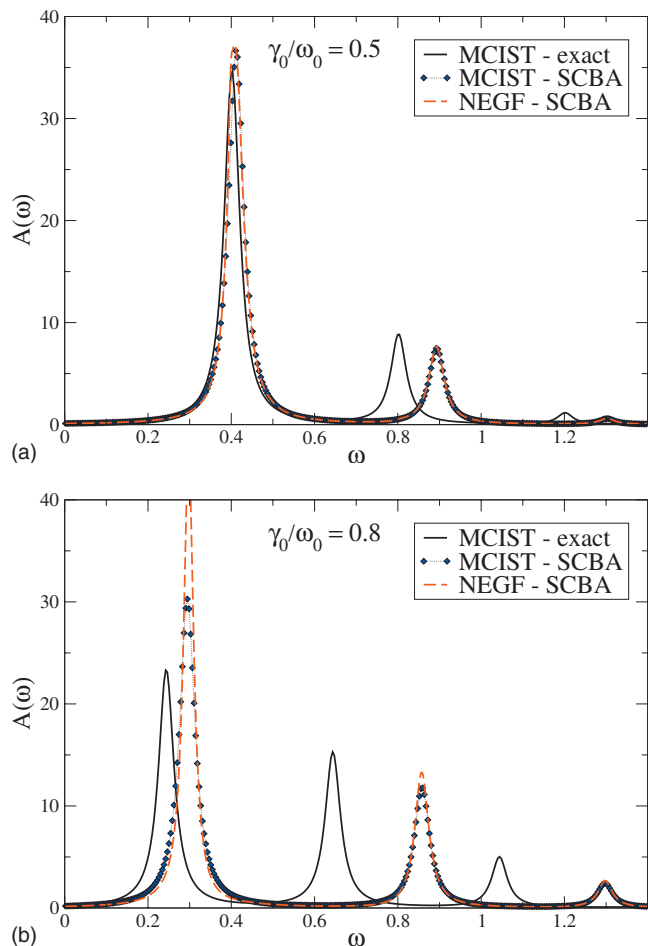 γ₀/ω₀ = 0.5
MCIST - exact
MCIST - SCBA
NEGF - SCBA
40
30
20
10
0
A(ω)
0 0.2 0.4 0.6 0.8 1 1.2
(a)
ω
γ₀/ω₀ = 0.8
MCIST - exact
MCIST - SCBA
NEGF - SCBA
40
30
20
10
0
A(ω)
0 0.2 0.4 0.6 0.8 1 1.2
(b)
ω